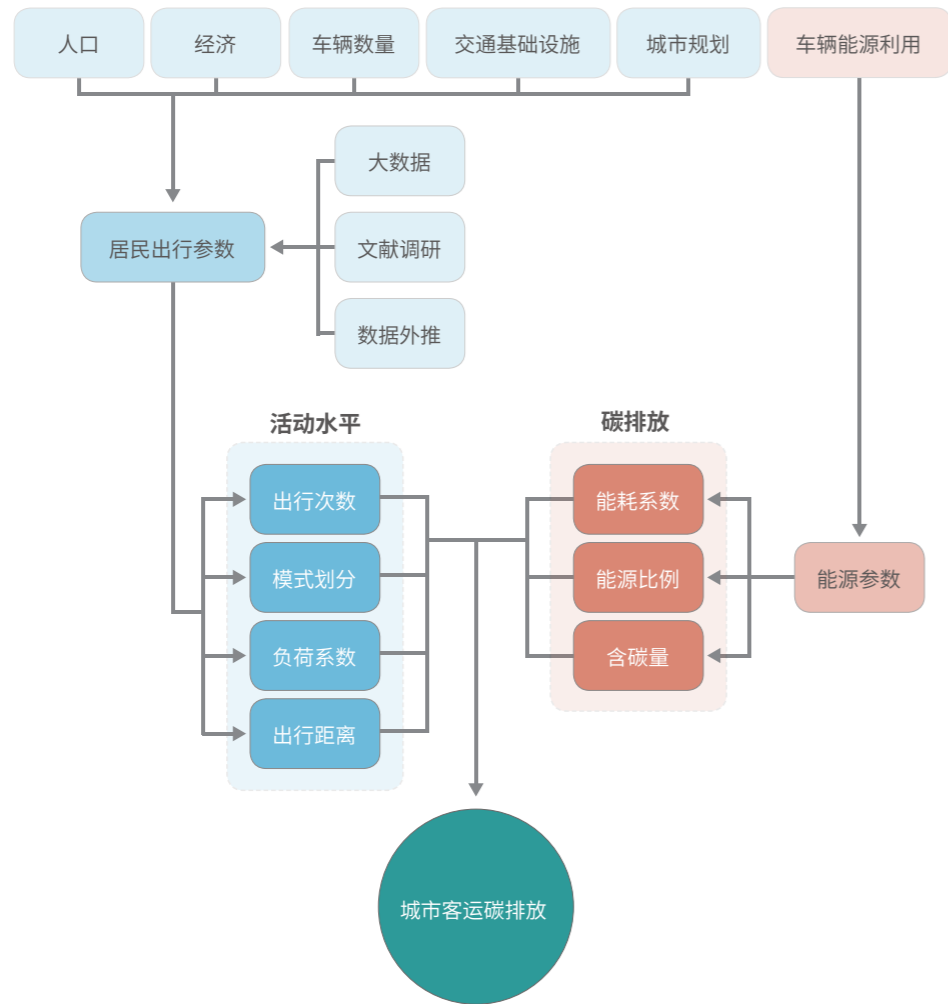 人口
经济
车辆数量
交通基础设施
城市规划
车辆能源利用
大数据
居民出行参数
文献调研
数据外推
活动水平
碳排放
出行次数
能耗系数
模式划分
能源比例
能源参数
负荷系数
含碳量
出行距离
城市客运碳排放